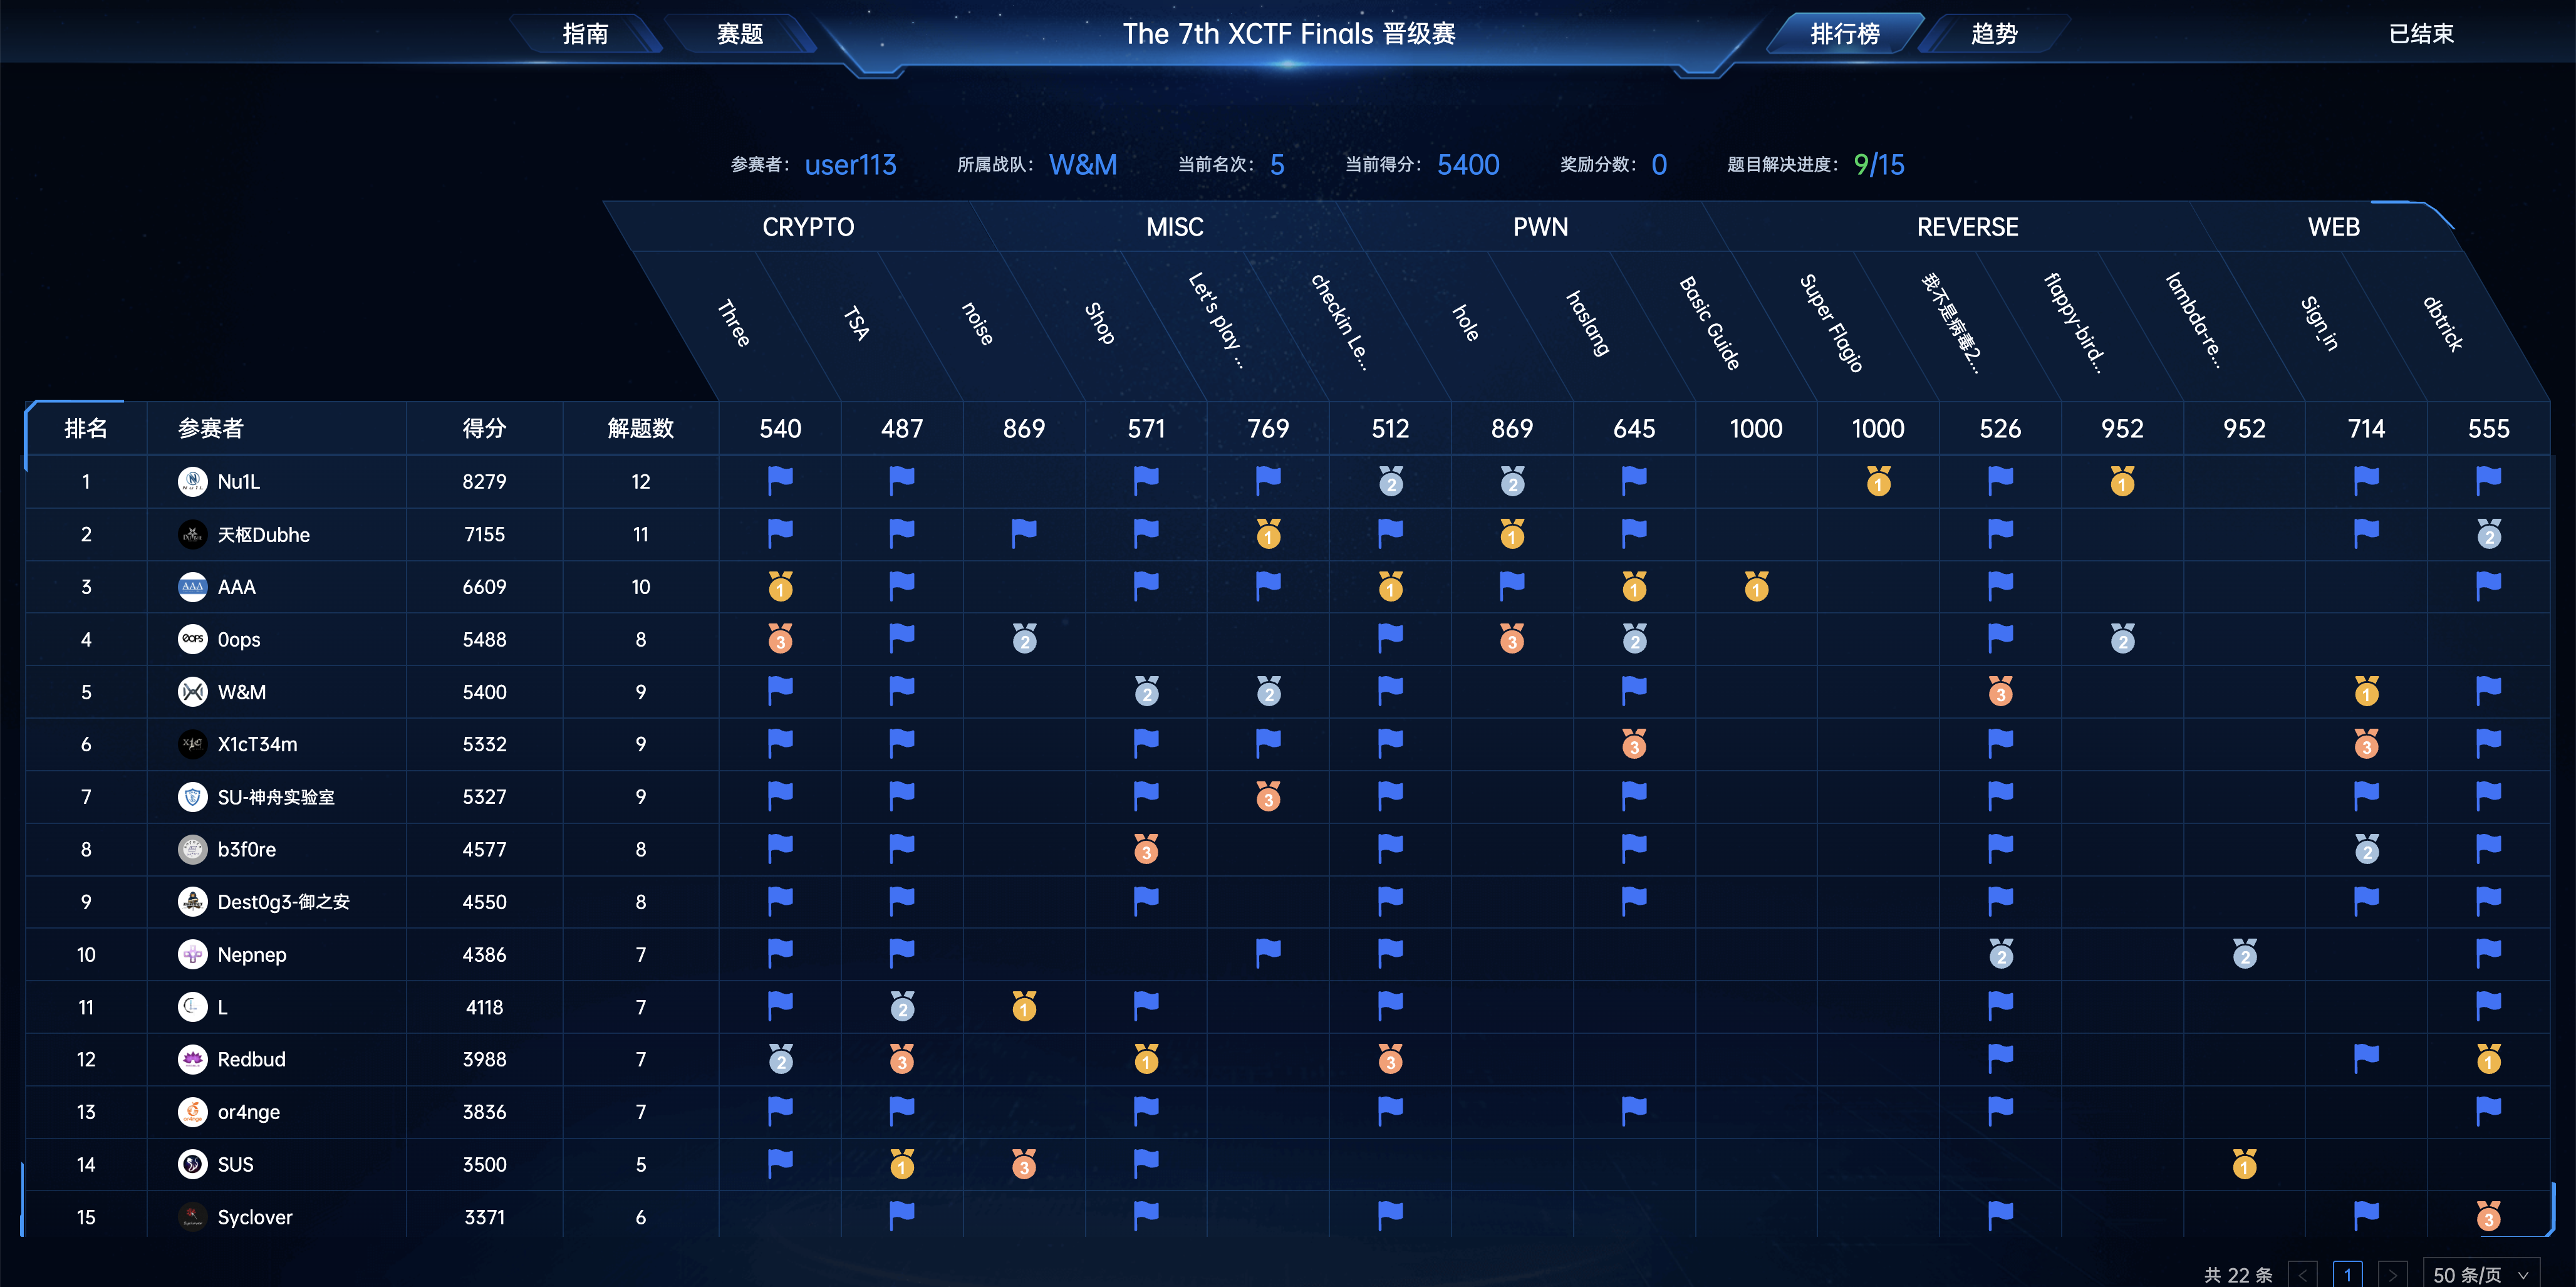 指南 赛题 The 7th XCTF Finals 晋级赛 排行榜 趋势 已结束
参赛者： user113 所属战队： W&M 当前名次： 5 当前得分： 5400 奖励分数： 0 题目解决进度： 9/15
CRYPTO MISC PWN REVERSE WEB
Three TSA noise Shop Let's play ... checkin Le... hole haslang Basic Guide Super Flagio 我不是病毒2... flappy-bird... lambda-re... Sign_in dbtrick
排名 参赛者 得分 解题数 540 487 869 571 769 512 869 645 1000 1000 526 952 952 714 555
1 Nu1L 8279 12 2 2 1 1
2 天枢Dubhe 7155 11 1 1 2
3 AAA AAA 6609 10 1 1 1 1
4 0OPS 0ops 5488 8 3 2 3 2 2
5 W&M 5400 9 2 2 3 1
6 X1cT34m 5332 9 3 3
7 SU-神舟实验室 5327 9 3
8 b3f0re 4577 8 3 2
9 Dest0g3-御之安 4550 8
10 Nepnep 4386 7 2 2
11 L 4118 7 2 1
12 Redbud 3988 7 2 3 1 3 1
13 or4nge 3836 7
14 SUS 3500 5 1 3 1
15 Syclover 3371 6 3
共 22 条 < 1 > 50 条/页